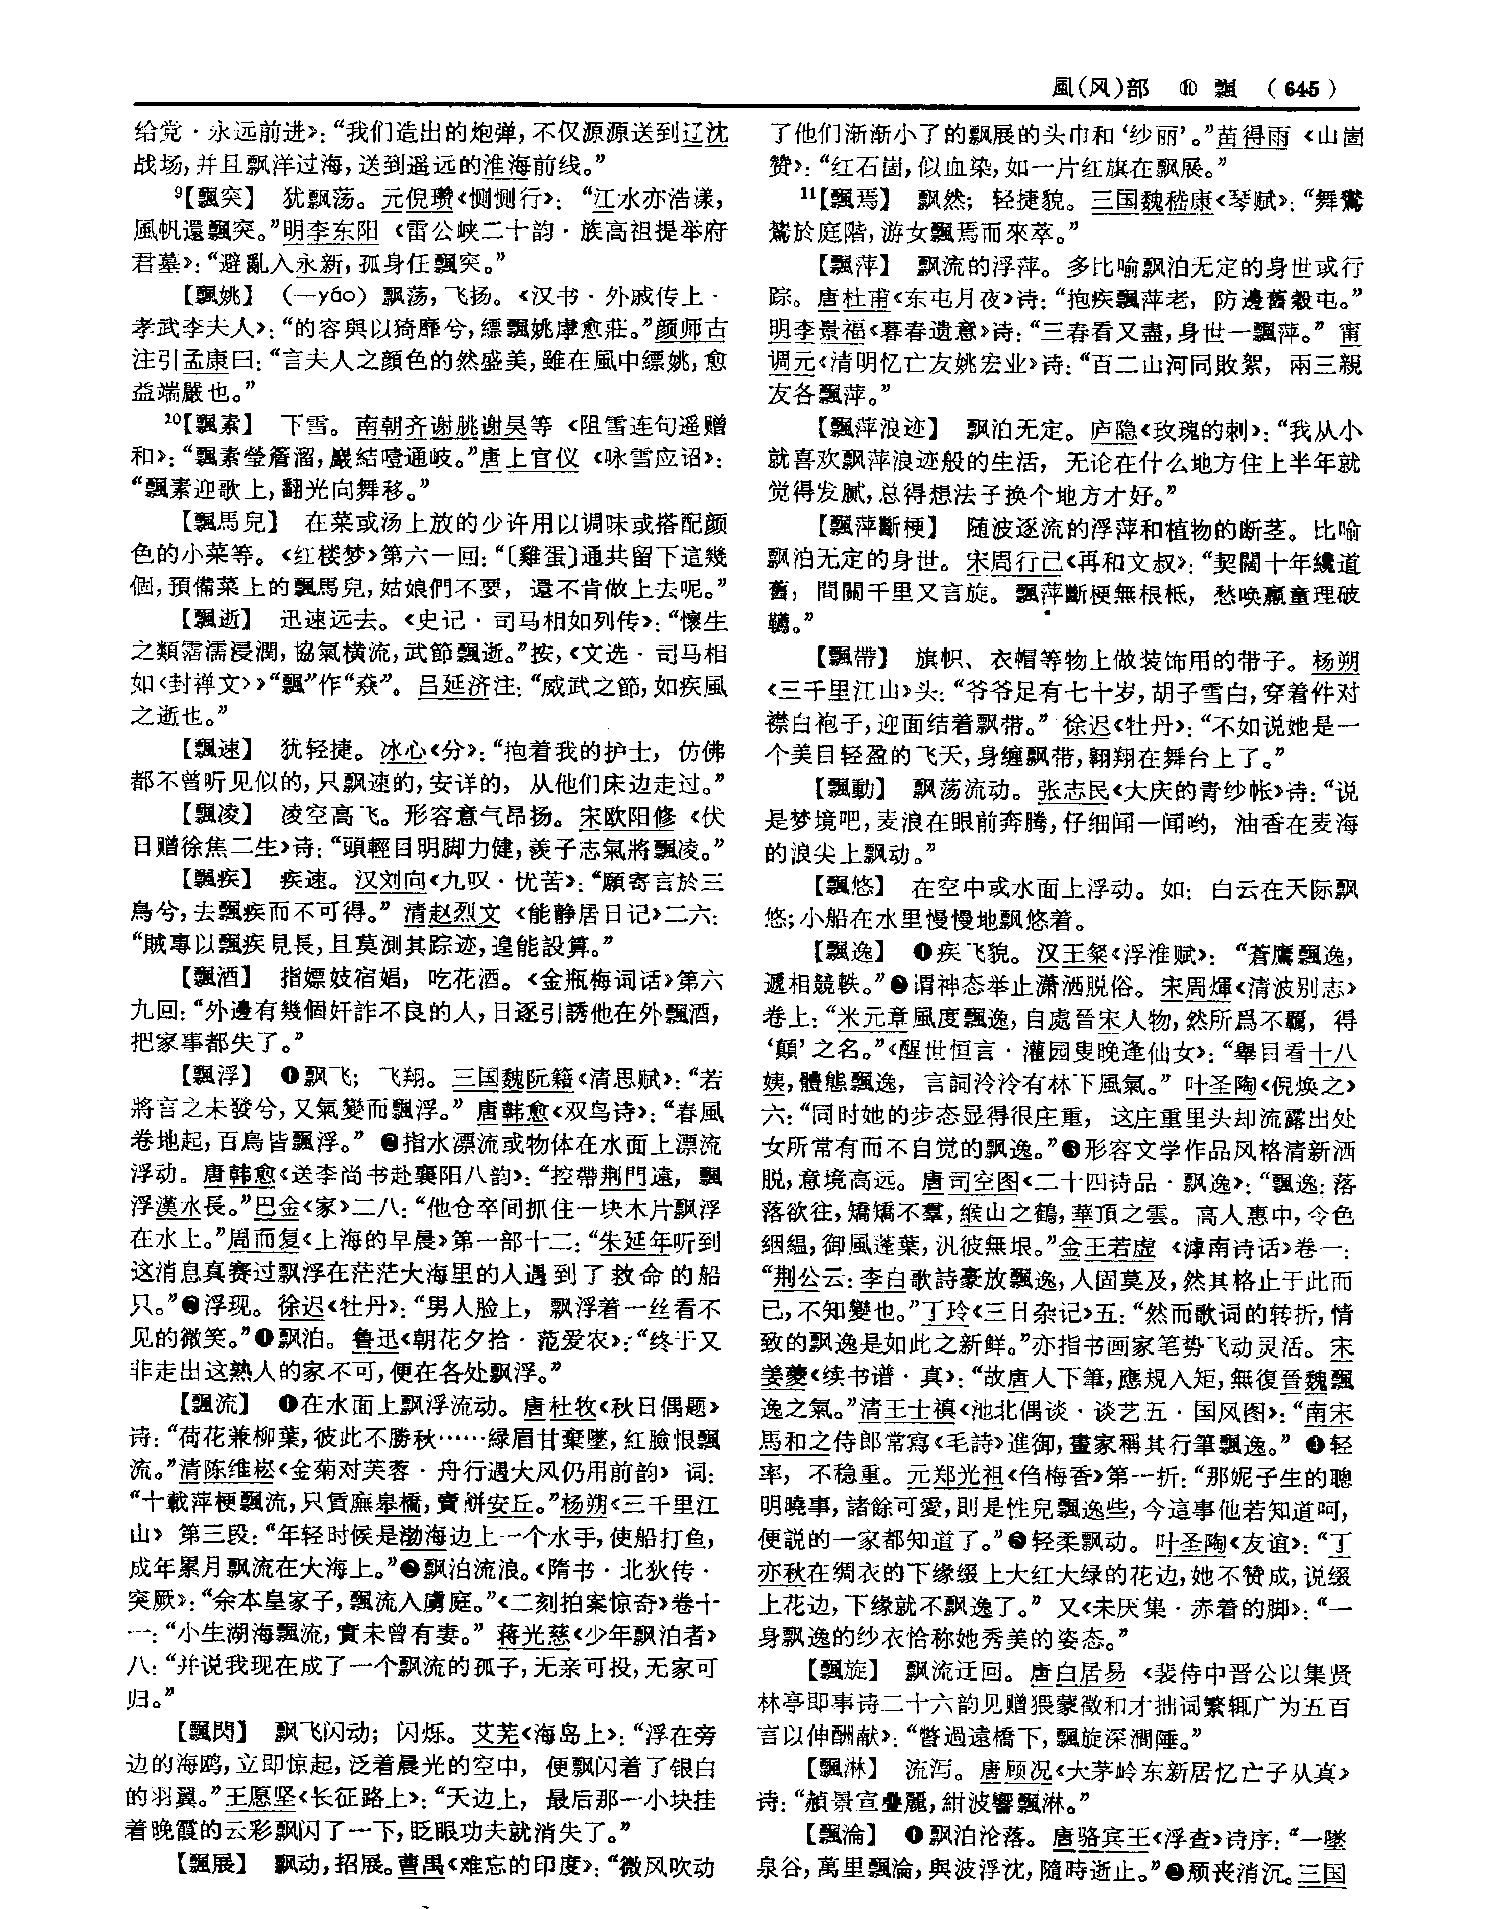 風(风)部 ⑪ 飄 (645)
给党·永远前进》：“我们造出的炮弹，不仅源源送到辽沈
战场，并且飘洋过海，送到遥远的淮海前线。”
9【飄突】 犹飘荡。元倪瓒《恻恻行》：“江水亦浩漾，
風帆還飄突。”明李东阳《雷公峡二十韵·族高祖提举府
君墓》：“避亂入永新，孤身任飄突。”
【飄姚】 （—yáo）飘荡，飞扬。《汉书·外戚传上·
孝武李夫人》：“的容與以猗靡兮，縹飄姚虖愈莊。”颜师古
注引孟康曰：“言夫人之顔色的然盛美，雖在風中縹姚，愈
益端嚴也。”
10【飄素】 下雪。南朝齐谢朓谢昊等《阻雪连句遥赠
和》：“飄素瑩簷溜，巖結噎通岐。”唐上官仪《咏雪应诏》：
“飄素迎歌上，翻光向舞移。”
【飄馬兒】 在菜或汤上放的少许用以调味或搭配颜
色的小菜等。《红楼梦》第六一回：“〔雞蛋〕通共留下這幾
個，預備菜上的飄馬兒，姑娘們不要，還不肯做上去呢。”
【飄逝】 迅速远去。《史记·司马相如列传》：“懷生
之類霑濡浸潤，協氣横流，武節飄逝。”按，《文选·司马相
如〈封禅文〉》“飄”作“猋”。吕延济注：“威武之節，如疾風
之逝也。”
【飄速】 犹轻捷。冰心《分》：“抱着我的护士，仿佛
都不曾听见似的，只飘速的，安详的，从他们床边走过。”
【飄凌】 凌空高飞。形容意气昂扬。宋欧阳修《伏
日赠徐焦二生》诗：“頭輕目明脚力健，羨子志氣將飄凌。”
【飄疾】 疾速。汉刘向《九叹·忧苦》：“願寄言於三
鳥兮，去飄疾而不可得。”清赵烈文《能静居日记》二六：
“賊專以飄疾見長，且莫測其踪迹，遑能設算。”
【飄酒】 指嫖妓宿娼，吃花酒。《金瓶梅词话》第六
九回：“外邊有幾個奸詐不良的人，日逐引誘他在外飄酒，
把家事都失了。”
【飄浮】 ❶飘飞；飞翔。三国魏阮籍《清思赋》：“若
將言之未發兮，又氣變而飄浮。”唐韩愈《双鸟诗》：“春風
卷地起，百鳥皆飄浮。”❷指水漂流或物体在水面上漂流
浮动。唐韩愈《送李尚书赴襄阳八韵》：“控帶荆門遠，飄
浮漢水長。”巴金《家》二八：“他仓卒间抓住一块木片飘浮
在水上。”周而复《上海的早晨》第一部十二：“朱延年听到
这消息真赛过飘浮在茫茫大海里的人遇到了救命的船
只。”❸浮现。徐迟《牡丹》：“男人脸上，飘浮着一丝看不
见的微笑。”❹飘泊。鲁迅《朝花夕拾·范爱农》：“终于又
非走出这熟人的家不可，便在各处飘浮。”
【飄流】 ❶在水面上飘浮流动。唐杜牧《秋日偶题》
诗：“荷花兼柳葉，彼此不勝秋……緑眉甘棄墜，紅臉恨飄
流。”清陈维崧《金菊对芙蓉·舟行遇大风仍用前韵》词：
“十載萍梗飄流，只賃廡皋橋，賣餅安丘。”杨朔《三千里江
山》第三段：“年轻时候是渤海边上一个水手，使船打鱼，
成年累月飘流在大海上。”❷飘泊流浪。《隋书·北狄传·
突厥》：“余本皇家子，飄流入虜庭。”《二刻拍案惊奇》卷十
一：“小生湖海飄流，實未曾有妻。”蒋光慈《少年飘泊者》
八：“并说我现在成了一个飘流的孤子，无亲可投，无家可
归。”
【飄閃】 飘飞闪动；闪烁。艾芜《海岛上》：“浮在旁
边的海鸥，立即惊起，泛着晨光的空中，便飘闪着了银白
的羽翼。”王愿坚《长征路上》：“天边上，最后那一小块挂
着晚霞的云彩飘闪了一下，眨眼功夫就消失了。”
【飄展】 飘动，招展。曹禺《难忘的印度》：“微风吹动
了他们渐渐小了的飘展的头巾和‘纱丽’。”苗得雨《山崮
赞》：“红石崮，似血染，如一片红旗在飘展。”
11【飄焉】 飘然；轻捷貌。三国魏嵇康《琴赋》：“舞鸑
鷟於庭階，游女飄焉而來萃。”
【飄萍】 飘流的浮萍。多比喻飘泊无定的身世或行
踪。唐杜甫《东屯月夜》诗：“抱疾飄萍老，防邊舊穀屯。”
明李景福《暮春遗意》诗：“三春看又盡，身世一飄萍。”甯
调元《清明忆亡友姚宏业》诗：“百二山河同敗絮，兩三親
友各飄萍。”
【飄萍浪迹】 飘泊无定。庐隐《玫瑰的刺》：“我从小
就喜欢飘萍浪迹般的生活，无论在什么地方住上半年就
觉得发腻，总得想法子换个地方才好。”
【飄萍斷梗】 随波逐流的浮萍和植物的断茎。比喻
飘泊无定的身世。宋周行己《再和文叔》：“契闊十年纔道
舊，間關千里又言旋。飄萍斷梗無根柢，愁唤羸童理破
韉。”
【飄帶】 旗帜、衣帽等物上做装饰用的带子。杨朔
《三千里江山》头：“爷爷足有七十岁，胡子雪白，穿着件对
襟白袍子，迎面结着飘带。”徐迟《牡丹》：“不如说她是一
个美目轻盈的飞天，身缠飘带，翱翔在舞台上了。”
【飄動】 飘荡流动。张志民《大庆的青纱帐》诗：“说
是梦境吧，麦浪在眼前奔腾，仔细闻一闻哟，油香在麦海
的浪尖上飘动。”
【飄悠】 在空中或水面上浮动。如：白云在天际飘
悠；小船在水里慢慢地飘悠着。
【飄逸】 ❶疾飞貌。汉王粲《浮淮赋》：“蒼鷹飄逸，
遞相競軼。”❷谓神态举止潇洒脱俗。宋周煇《清波别志》
卷上：“米元章風度飄逸，自處晉宋人物，然所爲不羈，得
‘顛’之名。”《醒世恒言·灌园叟晚逢仙女》：“舉目看十八
姨，體態飄逸，言詞泠泠有林下風氣。”叶圣陶《倪焕之》
六：“同时她的步态显得很庄重，这庄重里头却流露出处
女所常有而不自觉的飘逸。”❸形容文学作品风格清新洒
脱，意境高远。唐司空图《二十四诗品·飘逸》：“飄逸：落
落欲往，矯矯不羣，緱山之鶴，華頂之雲。高人惠中，令色
絪緼，御風蓬葉，汎彼無垠。”金王若虚《滹南诗话》卷一：
“荆公云：李白歌詩豪放飄逸，人固莫及，然其格止于此而
已，不知變也。”丁玲《三日杂记》五：“然而歌词的转折，情
致的飘逸是如此之新鲜。”亦指书画家笔势飞动灵活。宋
姜夔《续书谱·真》：“故唐人下筆，應規入矩，無復晉魏飄
逸之氣。”清王士禛《池北偶谈·谈艺五·国风图》：“南宋
馬和之侍郎常寫《毛詩》進御，畫家稱其行筆飄逸。”❹轻
率，不稳重。元郑光祖《㑇梅香》第一折：“那妮子生的聰
明曉事，諸餘可愛，則是性兒飄逸些，今這事他若知道呵，
便説的一家都知道了。”❺轻柔飘动。叶圣陶《友谊》：“丁
亦秋在绸衣的下缘缀上大红大绿的花边，她不赞成，说缀
上花边，下缘就不飘逸了。”又《未厌集·赤着的脚》：“一
身飘逸的纱衣恰称她秀美的姿态。”
【飄旋】 飘流迂回。唐白居易《裴侍中晋公以集贤
林亭即事诗二十六韵见赠猥蒙徵和才拙词繁辄广为五百
言以伸酬献》：“瞥過遠橋下，飄旋深澗陲。”
【飄淋】 流泻。唐顾况《大茅岭东新居忆亡子从真》
诗：“赬景宣疊麗，紺波響飄淋。”
【飄淪】 ❶飘泊沦落。唐骆宾王《浮查》诗序：“一墜
泉谷，萬里飄淪，與波浮沈，隨時逝止。”❷颓丧消沉。三国